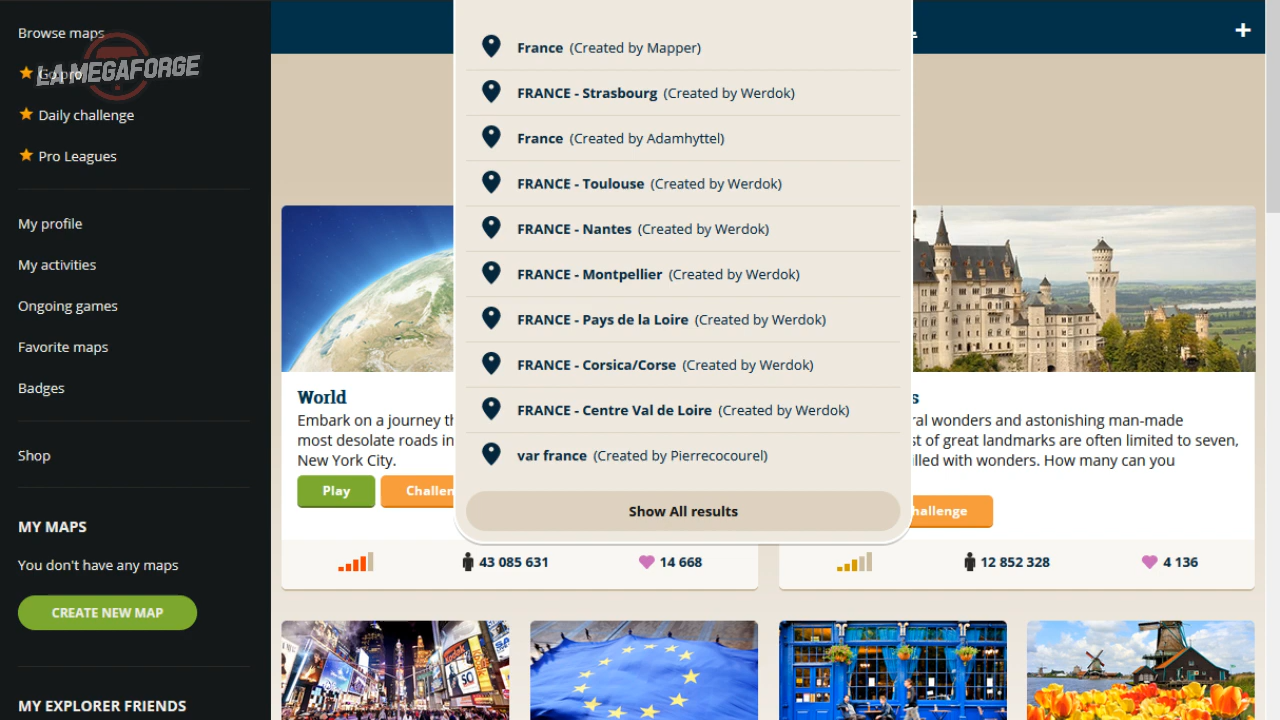 Browse maps
Go pro
LA MEGAFORGE
Daily challenge
Pro Leagues
My profile
My activities
Ongoing games
Favorite maps
Badges
Shop
MY MAPS
You don't have any maps
CREATE NEW MAP
MY EXPLORER FRIENDS
France (Created by Mapper)
FRANCE - Strasbourg (Created by Werdok)
France (Created by Adamhyttel)
FRANCE - Toulouse (Created by Werdok)
FRANCE - Nantes (Created by Werdok)
FRANCE - Montpellier (Created by Werdok)
FRANCE - Pays de la Loire (Created by Werdok)
FRANCE - Corsica/Corse (Created by Werdok)
FRANCE - Centre Val de Loire (Created by Werdok)
var france (Created by Pierrecocourel)
Show All results
World
Embark on a journey th
most desolate roads in
New York City.
Play
Challen
43 085 631
14 668
s
ral wonders and astonishing man-made
st of great landmarks are often limited to seven,
illed with wonders. How many can you
hallenge
12 852 328
4 136